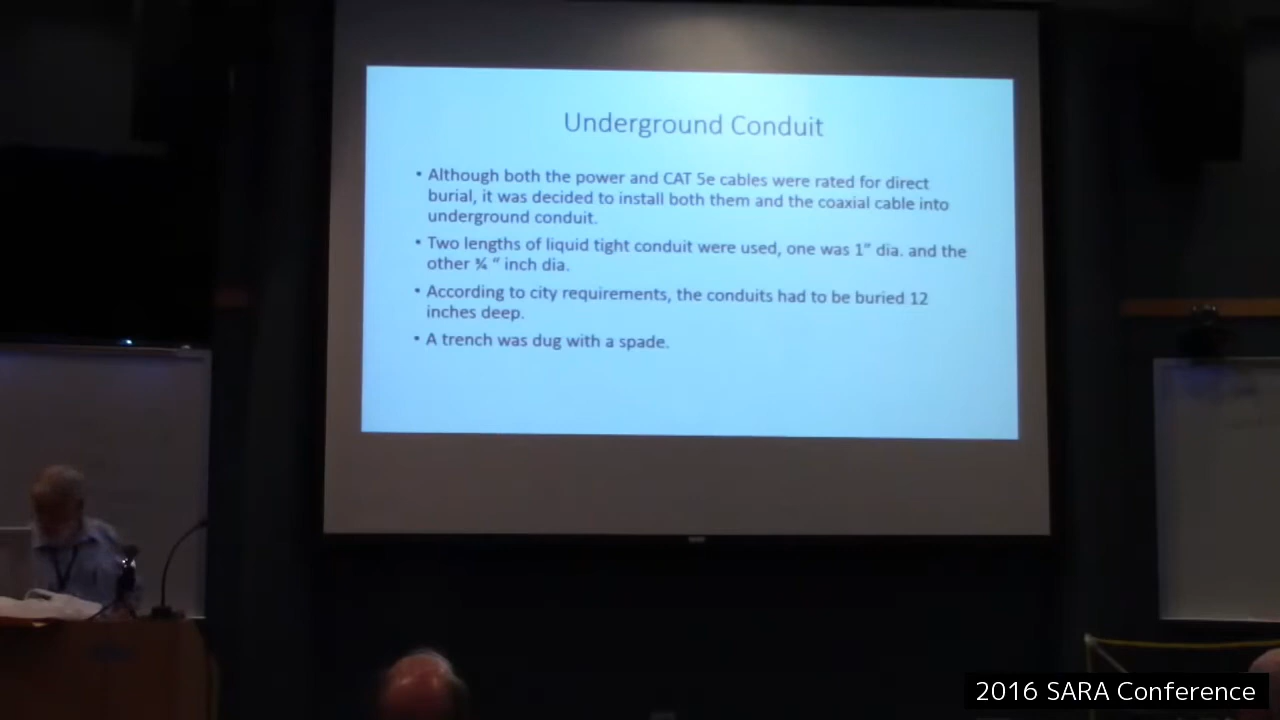 Underground Conduit
• Although both the power and CAT 5e cables were rated for direct
burial, it was decided to install both them and the coaxial cable into
underground conduit.
• Two lengths of liquid tight conduit were used, one was 1” dia. and the
other ¾ “ inch dia.
• According to city requirements, the conduits had to be buried 12
inches deep.
• A trench was dug with a spade.
2016 SARA Conference